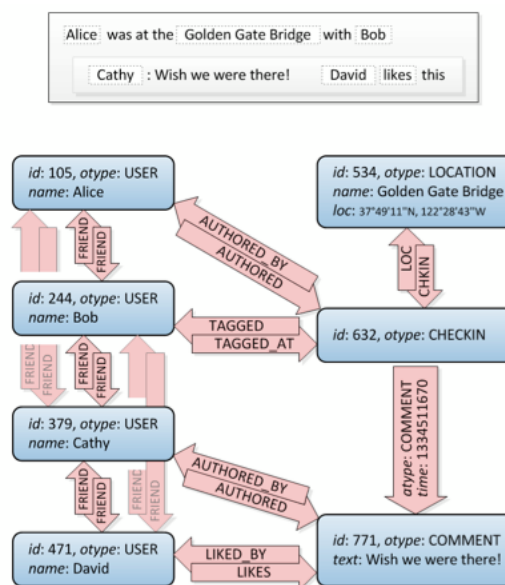 Alice was at the Golden Gate Bridge with Bob
Cathy : Wish we were there! David likes this
id: 105, otype: USER
name: Alice
id: 534, otype: LOCATION
name: Golden Gate Bridge
loc: 37°49'11"N, 122°28'43"W
FRIEND
FRIEND
AUTHORED_BY
AUTHORED
LOC
CHKIN
id: 244, otype: USER
name: Bob
TAGGED
TAGGED_AT
id: 632, otype: CHECKIN
FRIEND
FRIEND
FRIEND
FRIEND
atype: COMMENT
time: 1334511670
id: 379, otype: USER
name: Cathy
AUTHORED_BY
AUTHORED
FRIEND
FRIEND
FRIEND
FRIEND
id: 471, otype: USER
name: David
LIKED_BY
LIKES
id: 771, otype: COMMENT
text: Wish we were there!